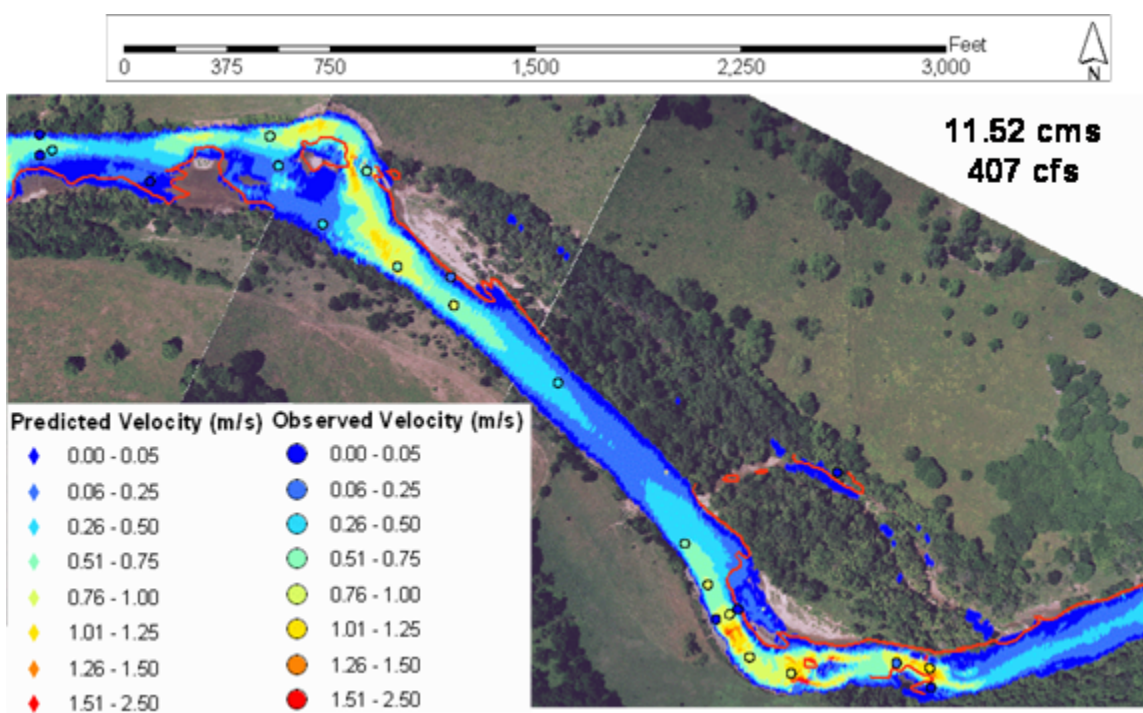 Feet
0 375 750 1,500 2,250 3,000
N
11.52 cms
407 cfs
Predicted Velocity (m/s) Observed Velocity (m/s)
0.00 - 0.05 0.00 - 0.05
0.06 - 0.25 0.06 - 0.25
0.26 - 0.50 0.26 - 0.50
0.51 - 0.75 0.51 - 0.75
0.76 - 1.00 0.76 - 1.00
1.01 - 1.25 1.01 - 1.25
1.26 - 1.50 1.26 - 1.50
1.51 - 2.50 1.51 - 2.50